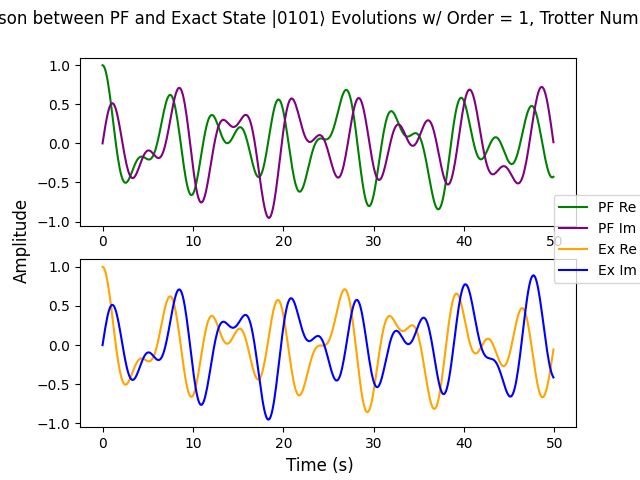 son between PF and Exact State |0101⟩ Evolutions w/ Order = 1, Trotter Num
1.0
0.5
0.0
−0.5
−1.0
0 10 20 30 40 50
PF Re
PF Im
Ex Re
Ex Im
Amplitude
1.0
0.5
0.0
−0.5
−1.0
0 10 20 30 40 50
Time (s)